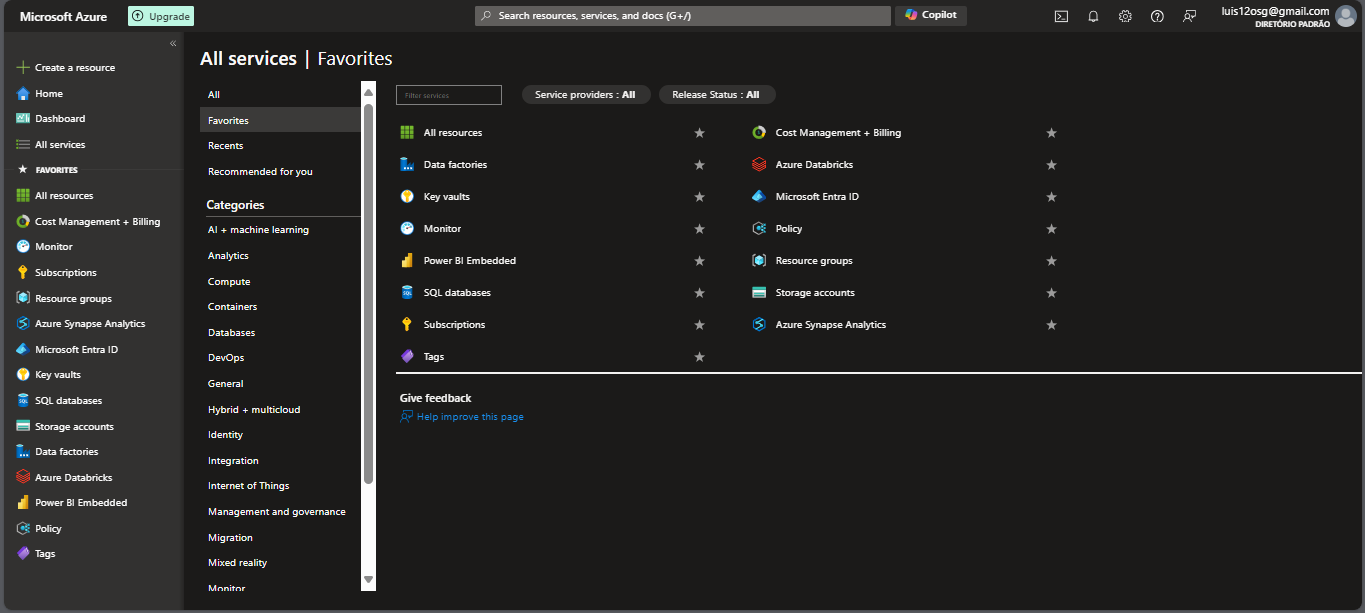 Microsoft Azure
Upgrade
Search resources, services, and docs (G+/)
Copilot
luis12osg@gmail.com
DIRETÓRIO PADRÃO
«
Create a resource
Home
Dashboard
All services
FAVORITES
All resources
Cost Management + Billing
Monitor
Subscriptions
Resource groups
Azure Synapse Analytics
Microsoft Entra ID
Key vaults
SQL databases
Storage accounts
Data factories
Azure Databricks
Power BI Embedded
Policy
Tags
All services | Favorites
All
Favorites
Recents
Recommended for you
Categories
AI + machine learning
Analytics
Compute
Containers
Databases
DevOps
General
Hybrid + multicloud
Identity
Integration
Internet of Things
Management and governance
Migration
Mixed reality
Monitor
Filter services
Service providers : All
Release Status : All
All resources
Cost Management + Billing
Data factories
Azure Databricks
Key vaults
Microsoft Entra ID
Monitor
Policy
Power BI Embedded
Resource groups
SQL databases
Storage accounts
Subscriptions
Azure Synapse Analytics
Tags
Give feedback
Help improve this page